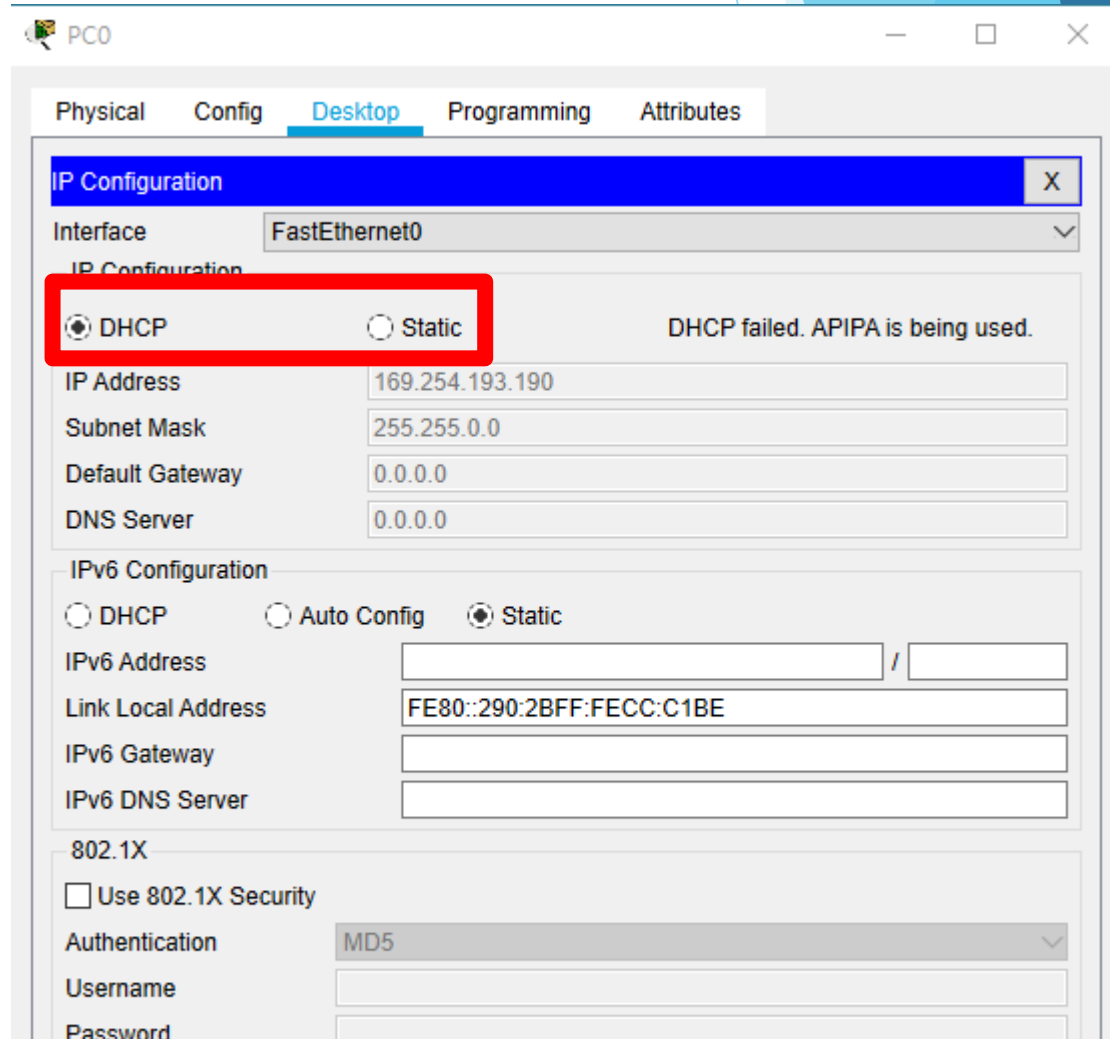 PC0
Physical Config Desktop Programming Attributes
IP Configuration X
Interface FastEthernet0
IP Configuration
DHCP Static DHCP failed. APIPA is being used.
IP Address 169.254.193.190
Subnet Mask 255.255.0.0
Default Gateway 0.0.0.0
DNS Server 0.0.0.0
IPv6 Configuration
DHCP Auto Config Static
IPv6 Address /
Link Local Address FE80::290:2BFF:FECC:C1BE
IPv6 Gateway
IPv6 DNS Server
802.1X
Use 802.1X Security
Authentication MD5
Username
Password